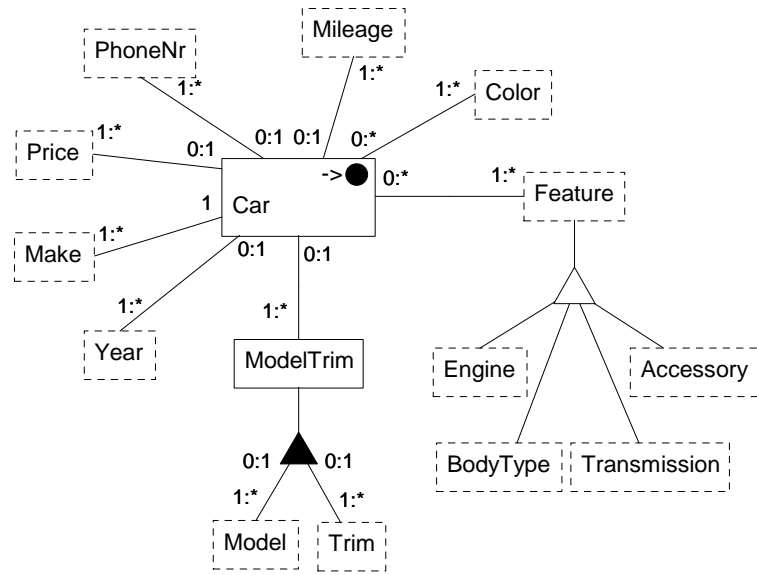 Mileage
PhoneNr
1:*
1:*
1:*
Color
1:*
Price
0:1
0:1
0:1
0:*
->
0:*
1:*
Feature
1
Car
Make
1:*
0:1
0:1
1:*
1:*
Year
ModelTrim
Engine
Accessory
0:1
0:1
BodyType
Transmission
1:*
1:*
Model
Trim